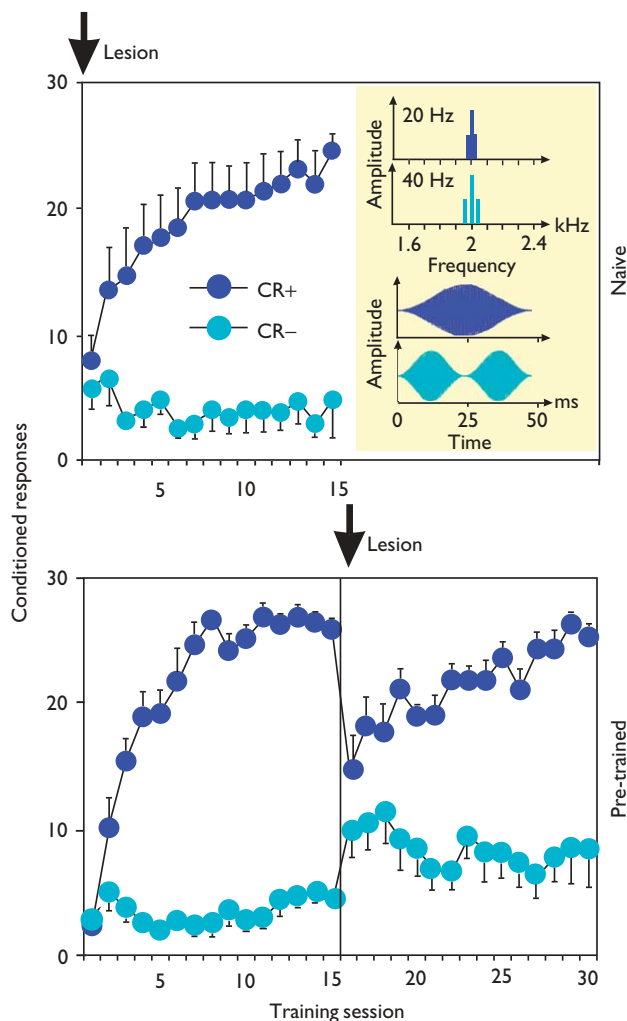 Lesion
30
20
10
0
5
10
15
CR+
CR−
20 Hz
40 Hz
Amplitude
kHz
1.6
2
2.4
Frequency
Amplitude
ms
0
25
50
Time
Naive
Conditioned responses
Lesion
30
20
10
0
5
10
15
20
25
30
Pre-trained
Training session